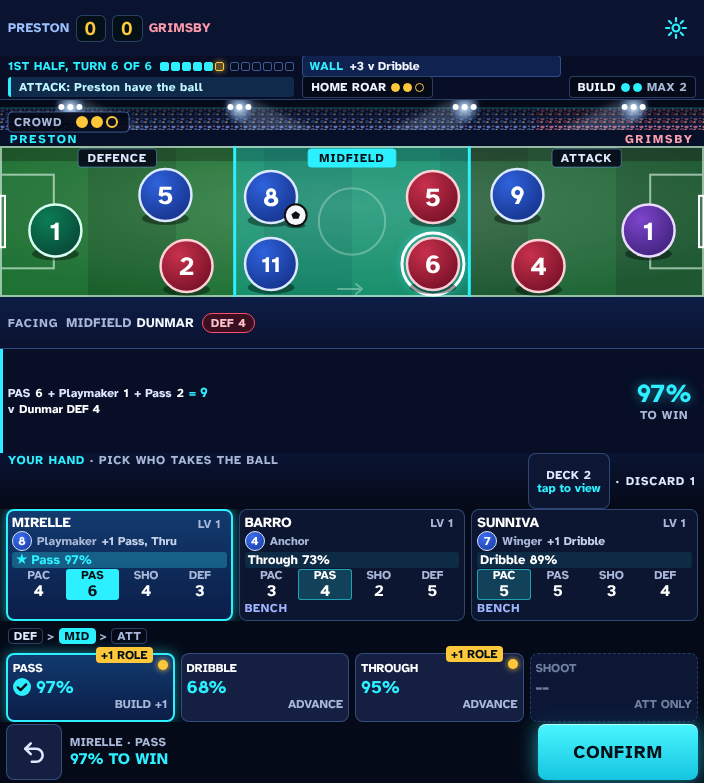 PRESTON 0 0 GRIMSBY
1ST HALF, TURN 6 OF 6
WALL +3 v Dribble
ATTACK: Preston have the ball
HOME ROAR
BUILD MAX 2
CROWD
PRESTON GRIMSBY
DEFENCE MIDFIELD ATTACK
5 8 5 9
1 1
2 11 6 4
FACING MIDFIELD DUNMAR DEF 4
PAS 6 + Playmaker 1 + Pass 2 = 9
v Dunmar DEF 4
97%
TO WIN
YOUR HAND · PICK WHO TAKES THE BALL
DECK 2
tap to view
· DISCARD 1
MIRELLE LV 1
8 Playmaker +1 Pass, Thru
★ Pass 97%
PAC PAS SHO DEF
4 6 4 3
BARRO LV 1
4 Anchor
Through 73%
PAC PAS SHO DEF
3 4 2 5
BENCH
SUNNIVA LV 1
7 Winger +1 Dribble
Dribble 89%
PAC PAS SHO DEF
5 5 3 4
BENCH
DEF > MID > ATT
+1 ROLE
PASS
97%
BUILD +1
DRIBBLE
68%
ADVANCE
+1 ROLE
THROUGH
95%
ADVANCE
SHOOT
--
ATT ONLY
MIRELLE · PASS
97% TO WIN
CONFIRM